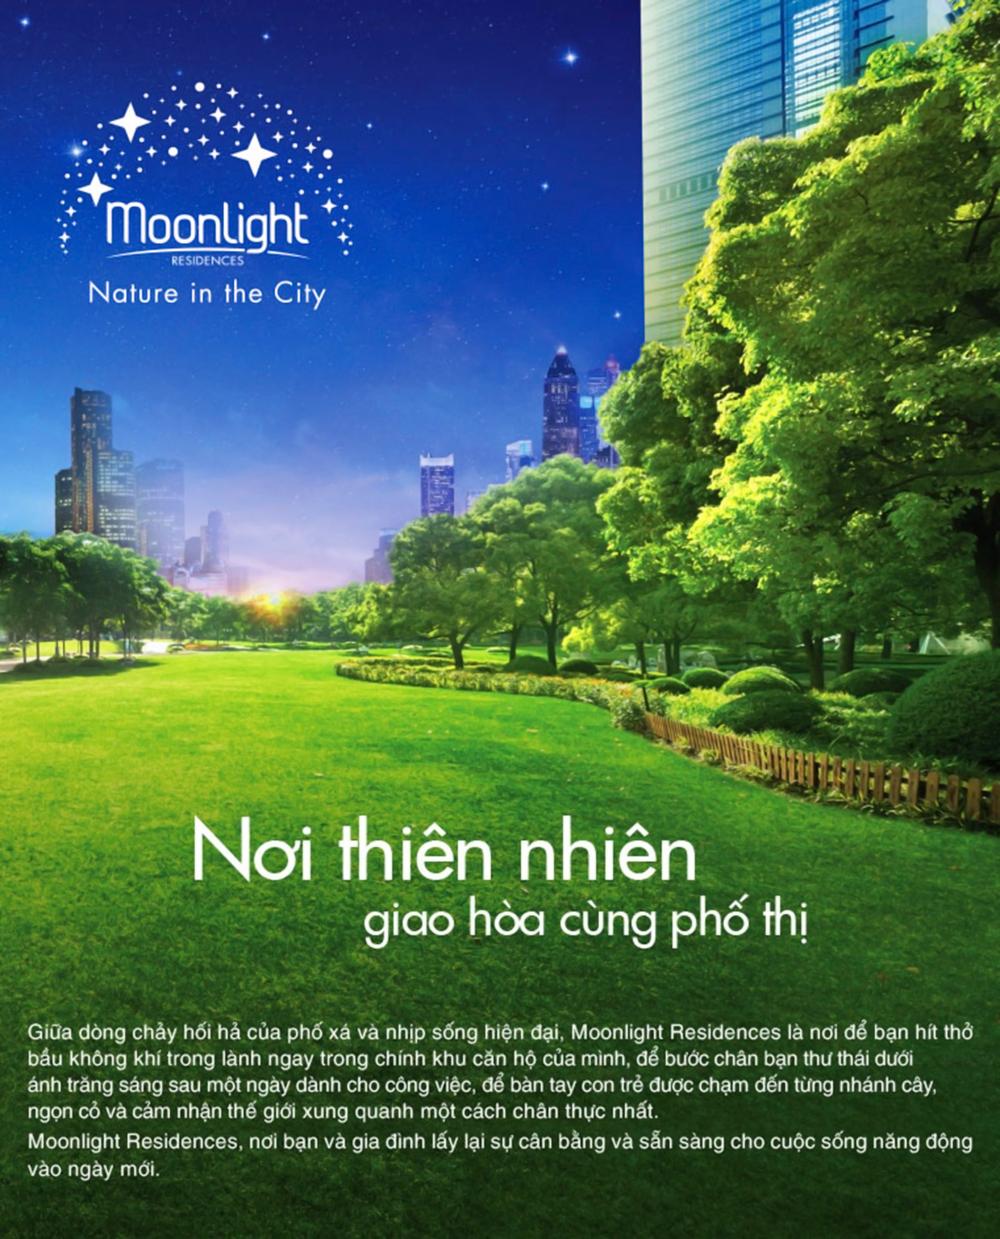 Moonlight
RESIDENCES
Nature in the City
Nơi thiên nhiên
giao hòa cùng phố thị
Giữa dòng chảy hối hả của phố xá và nhịp sống hiện đại, Moonlight Residences là nơi để bạn hít thở
bầu không khí trong lành ngay trong chính khu căn hộ của mình, để bước chân bạn thư thái dưới
ánh trăng sáng sau một ngày dành cho công việc, để bàn tay con trẻ được chạm đến từng nhánh cây,
ngọn cỏ và cảm nhận thế giới xung quanh một cách chân thực nhất.
Moonlight Residences, nơi bạn và gia đình lấy lại sự cân bằng và sẵn sàng cho cuộc sống năng động
vào ngày mới.